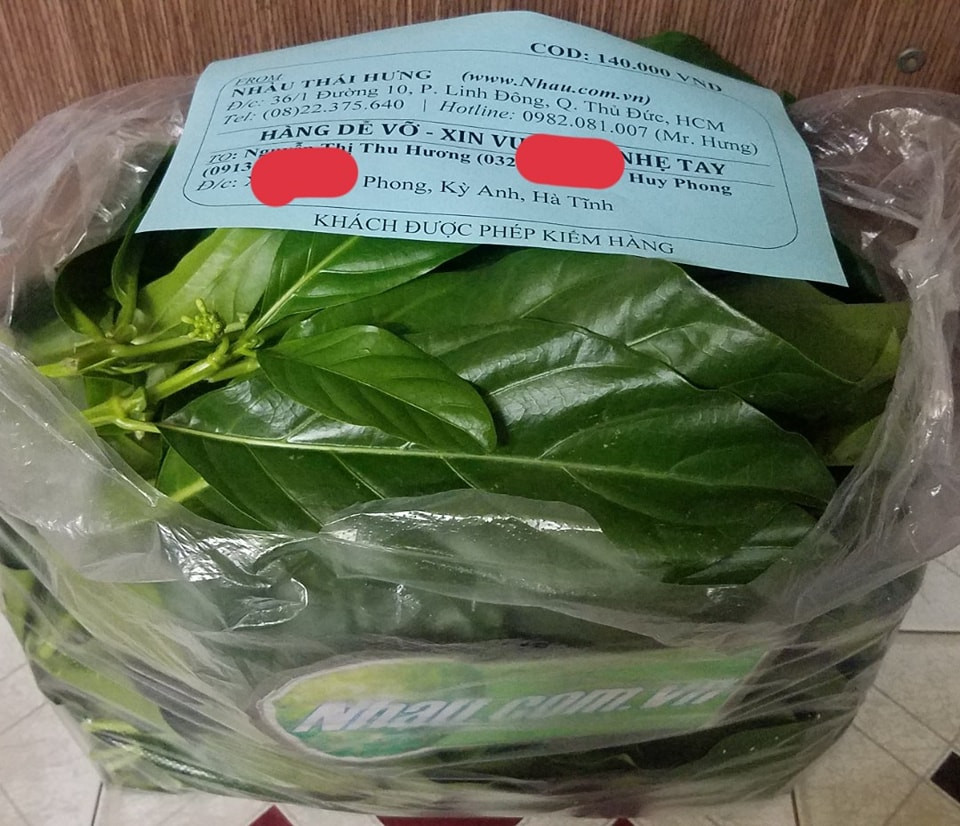 COD: 140.000 VND
FROM
NHÀU THÁI HƯNG (www.Nhau.com.vn)
Đ/c: 36/1 Đường 10, P. Linh Đông, Q. Thủ Đức, HCM
Tel: (08)22.375.640 | Hotline: 0982.081.007 (Mr. Hưng)
HÀNG DỄ VỠ - XIN VU NHẸ TAY
TO: Nguyễn Thị Thu Hương (032
(0913 Huy Phong
Đ/c: Phong, Kỳ Anh, Hà Tĩnh
KHÁCH ĐƯỢC PHÉP KIỂM HÀNG
Nhau.com.vn